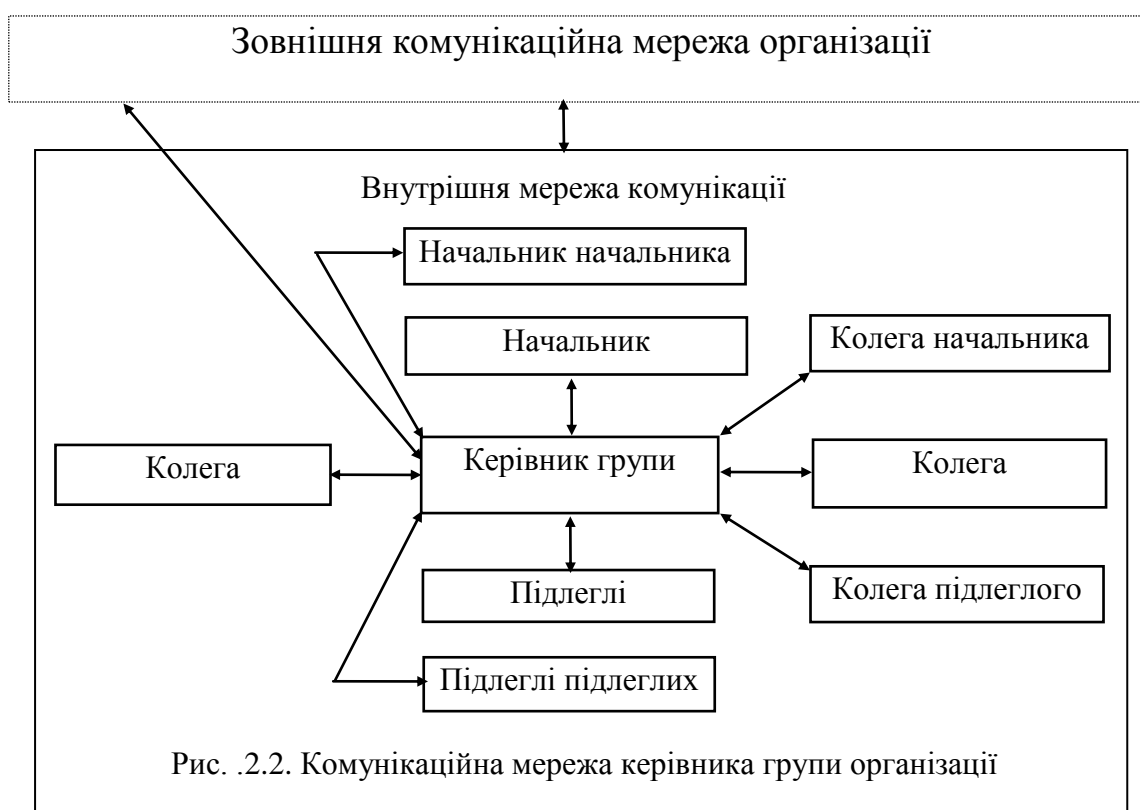 Зовнішня комунікаційна мережа організації
Внутрішня мережа комунікації
Начальник начальника
Начальник
Колега начальника
Колега
Керівник групи
Колега
Підлеглі
Колега підлеглого
Підлеглі підлеглих
Рис. .2.2. Комунікаційна мережа керівника групи організації